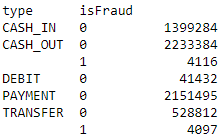 type isFraud
CASH_IN 0 1399284
CASH_OUT 0 2233384
1 4116
DEBIT 0 41432
PAYMENT 0 2151495
TRANSFER 0 528812
1 4097